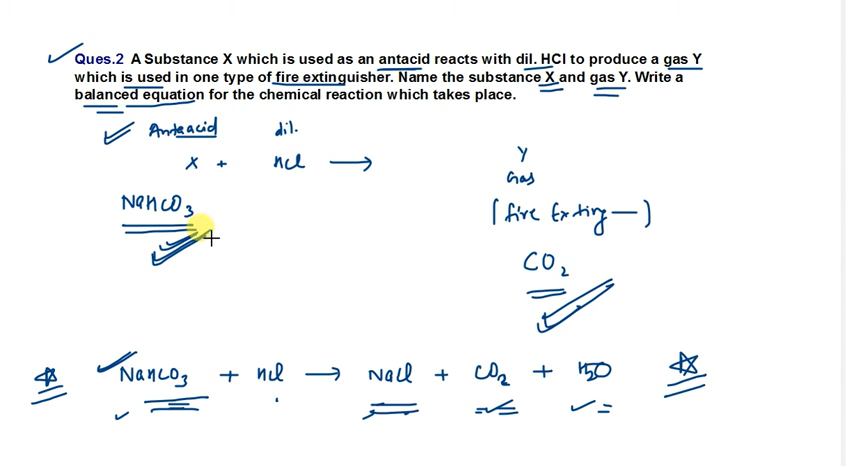 Ques.2 A Substance X which is used as an antacid reacts with dil. HCl to produce a gas Y
which is used in one type of fire extinguisher. Name the substance X and gas Y. Write a
balanced equation for the chemical reaction which takes place.
Antacid dil.
X + HCl ⟶ Y
Gas
NaHCO₃ (fire Exting —)
CO₂
NaHCO₃ + HCl ⟶ NaCl + CO₂ + H₂O